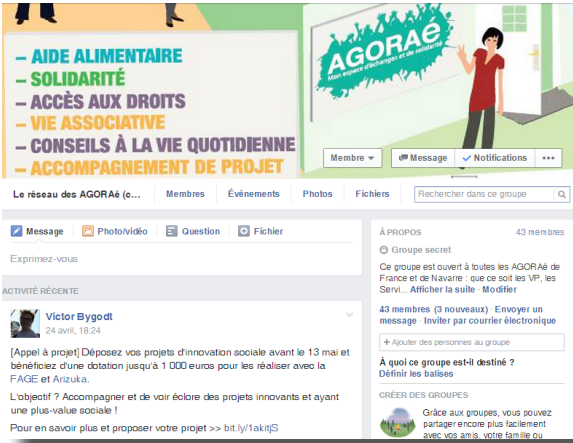 – AIDE ALIMENTAIRE
– SOLIDARITÉ
– ACCÈS AUX DROITS
– VIE ASSOCIATIVE
– CONSEILS À LA VIE QUOTIDIENNE
– ACCOMPAGNEMENT DE PROJET
AGORAé
Mon espace d'échanges et de solidarité
Membre
Message
Notifications
Le réseau des AGORAé (c...
Membres
Événements
Photos
Fichiers
Rechercher dans ce groupe
Message
Photo/vidéo
Question
Fichier
Exprimez-vous
ACTIVITÉ RÉCENTE
Victor Bygodt
24 avril, 18:24
[Appel à projet] Déposez vos projets d'innovation sociale avant le 13 mai et
bénéficiez d'une dotation jusqu'à 1 000 euros pour les réaliser avec la
FAGE et Arizuka.
L'objectif ? Accompagner et de voir éclore des projets innovants et ayant
une plus-value sociale !
Pour en savoir plus et proposer votre projet >> bit.ly/1akitjS
À PROPOS
43 membres
Groupe secret
Ce groupe est ouvert à toutes les AGORAé de
France et de Navarre : que ce soit les VP, les
Servi... Afficher la suite · Modifier
43 membres (3 nouveaux) · Envoyer un
message · Inviter par courrier électronique
+ Ajouter des personnes au groupe
À quoi ce groupe est-il destiné ?
Définir les balises
CRÉER DES GROUPES
Grâce aux groupes, vous pouvez
partager encore plus facilement
avec vos amis, votre famille ou